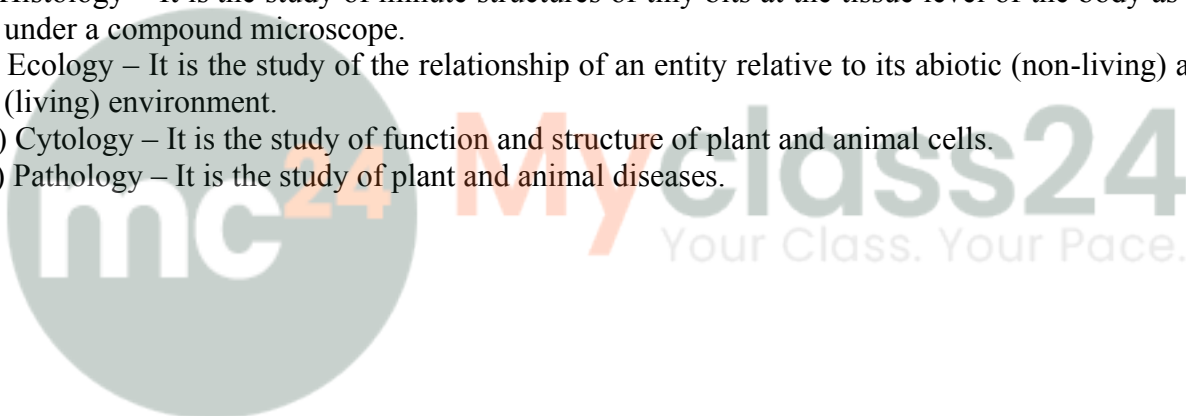 under a compound microscope.
Ecology – It is the study of the relationship of an entity relative to its abiotic (non-living) a
(living) environment.
) Cytology – It is the study of function and structure of plant and animal cells.
) Pathology – It is the study of plant and animal diseases.
mc24 Myclass24
Your Class. Your Pace.